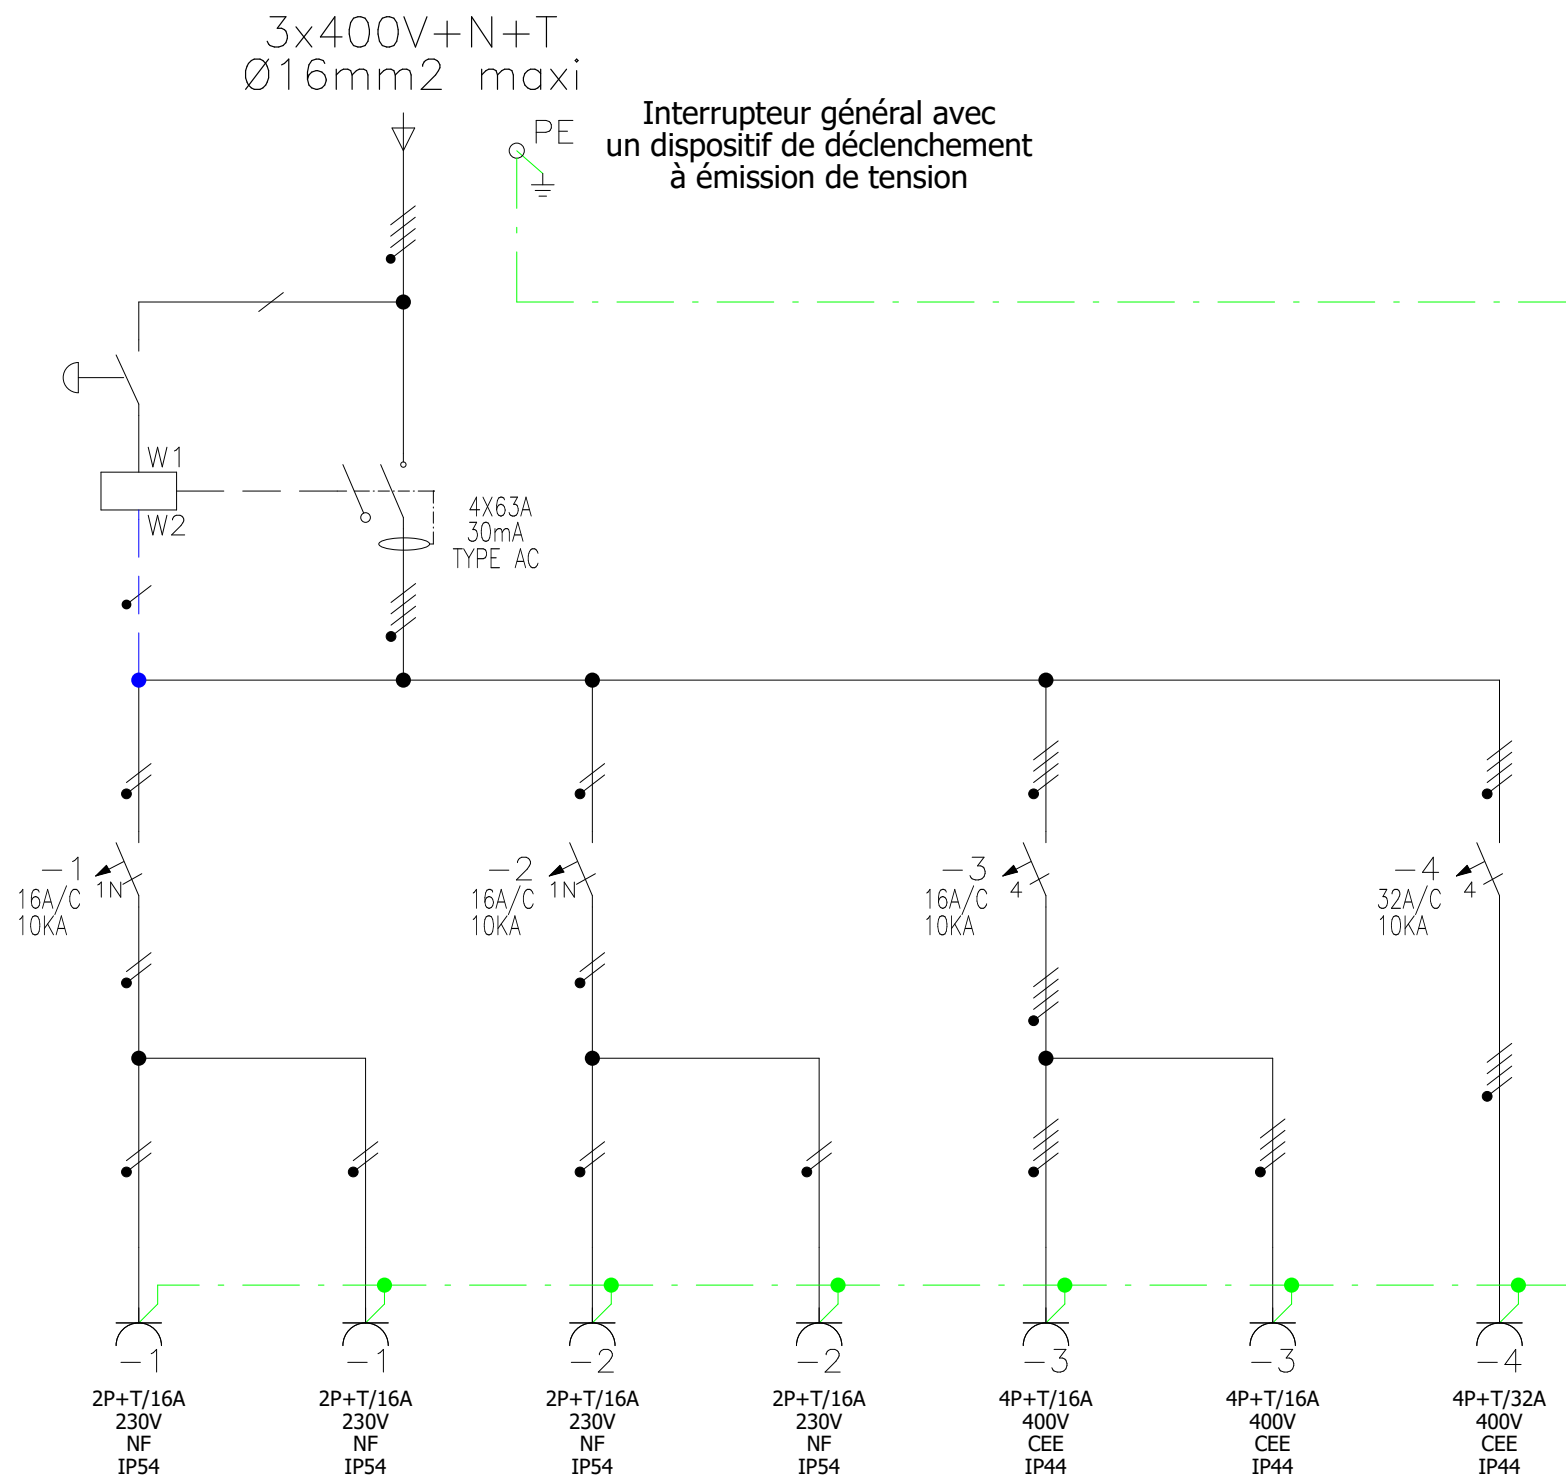 3x400V+N+T
Ø16mm2 maxi
Interrupteur général avec
un dispositif de déclenchement
à émission de tension
PE
W1
W2
4X63A
30mA
TYPE AC
-1
1N
16A/C
10KA
-2
1N
16A/C
10KA
-3
4
16A/C
10KA
-4
4
32A/C
10KA
-1
2P+T/16A
230V
NF
IP54
-1
2P+T/16A
230V
NF
IP54
-2
2P+T/16A
230V
NF
IP54
-2
2P+T/16A
230V
NF
IP54
-3
4P+T/16A
400V
CEE
IP44
-3
4P+T/16A
400V
CEE
IP44
-4
4P+T/32A
400V
CEE
IP44